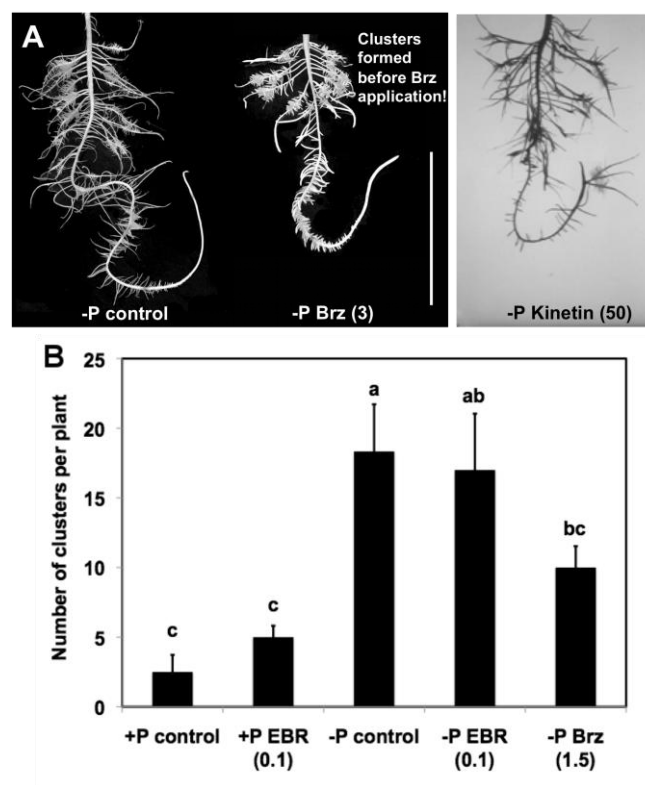 A
Clusters
formed
before Brz
application!
-P control
-P Brz (3)
-P Kinetin (50)
B
Number of clusters per plant
25
20
15
10
5
0
c
c
a
ab
bc
+P control
+P EBR
(0.1)
-P control
-P EBR
(0.1)
-P Brz
(1.5)